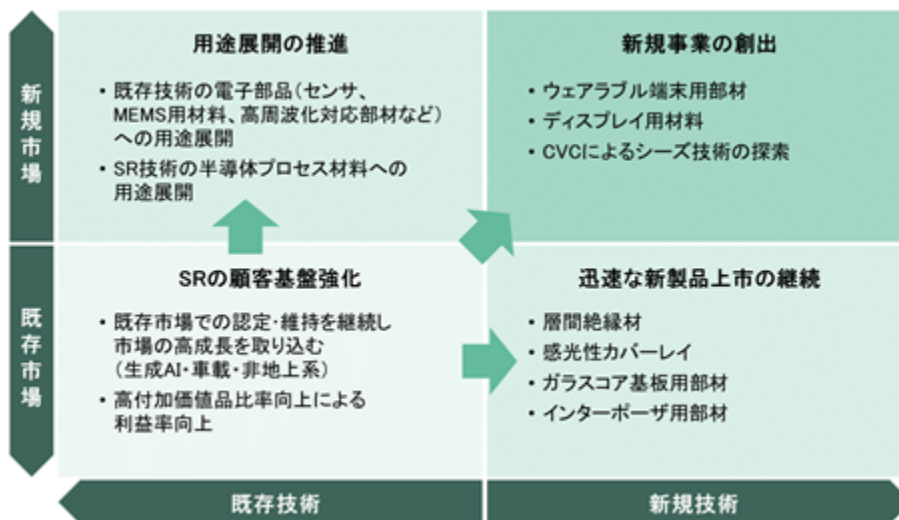 新規市場
用途展開の推進
・既存技術の電子部品(センサ、
MEMS用材料、高周波化対応部材など)
への用途展開
・SR技術の半導体プロセス材料への
用途展開
新規事業の創出
・ウェアラブル端末用部材
・ディスプレイ用材料
・CVCによるシーズ技術の探索
既存市場
SRの顧客基盤強化
・既存市場での認定・維持を継続し
市場の高成長を取り込む
(生成AI・車載・非地上系)
・高付加価値品比率向上による
利益率向上
迅速な新製品上市の継続
・層間絶縁材
・感光性カバーレイ
・ガラスコア基板用部材
・インターポーザ用部材
既存技術
新規技術